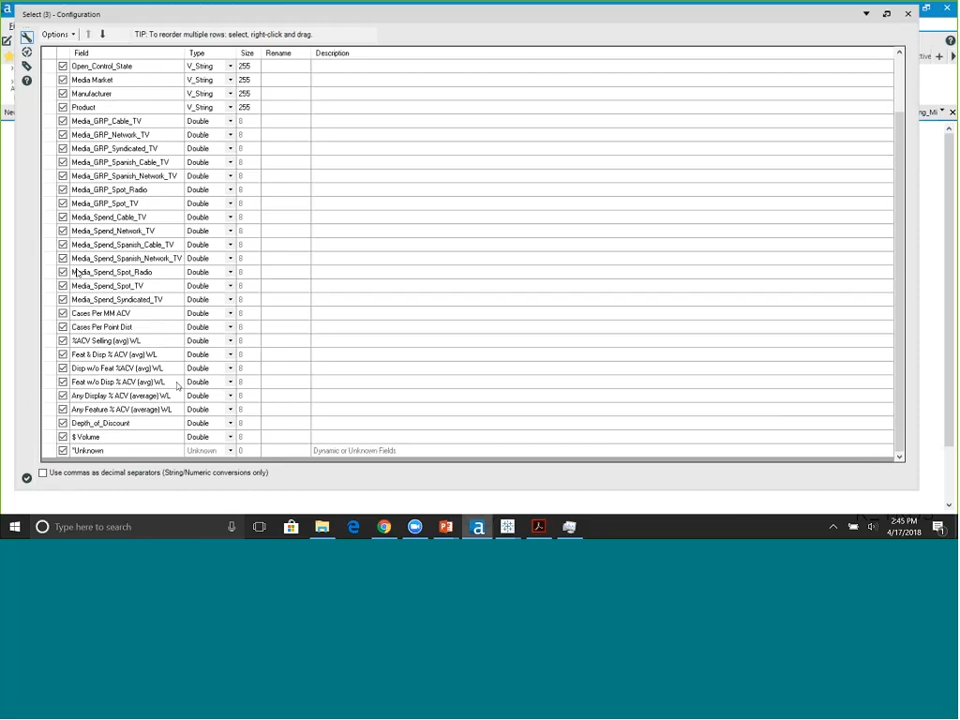 a
Select (3) - Configuration
Options
TIP: To reorder multiple rows: select, right-click and drag.
Field Type Size Rename Description
Open_Control_State V_String 255
Media Market V_String 255
Manufacturer V_String 255
Product V_String 255
Media_GRP_Cable_TV Double 8
Media_GRP_Network_TV Double 8
Media_GRP_Syndicated_TV Double 8
Media_GRP_Spanish_Cable_TV Double 8
Media_GRP_Spanish_Network_TV Double 8
Media_GRP_Spot_Radio Double 8
Media_GRP_Spot_TV Double 8
Media_Spend_Cable_TV Double 8
Media_Spend_Network_TV Double 8
Media_Spend_Spanish_Cable_TV Double 8
Media_Spend_Spanish_Network_TV Double 8
Media_Spend_Spot_Radio Double 8
Media_Spend_Spot_TV Double 8
Media_Spend_Syndicated_TV Double 8
Cases Per MM ACV Double 8
Cases Per Point Dist Double 8
%ACV Selling (avg) WL Double 8
Feat & Disp % ACV (avg) WL Double 8
Disp w/o Feat %ACV (avg) WL Double 8
Feat w/o Disp % ACV (avg) WL Double 8
Any Display % ACV (average) WL Double 8
Any Feature % ACV (average) WL Double 8
Depth_of_Discount Double 8
$ Volume Double 8
*Unknown Unknown 0 Dynamic or Unknown Fields
Use commas as decimal separators (String/Numeric conversions only)
F
Ne
ctive
ng_Mi
Type here to search
a
2:45 PM
4/17/2018
1